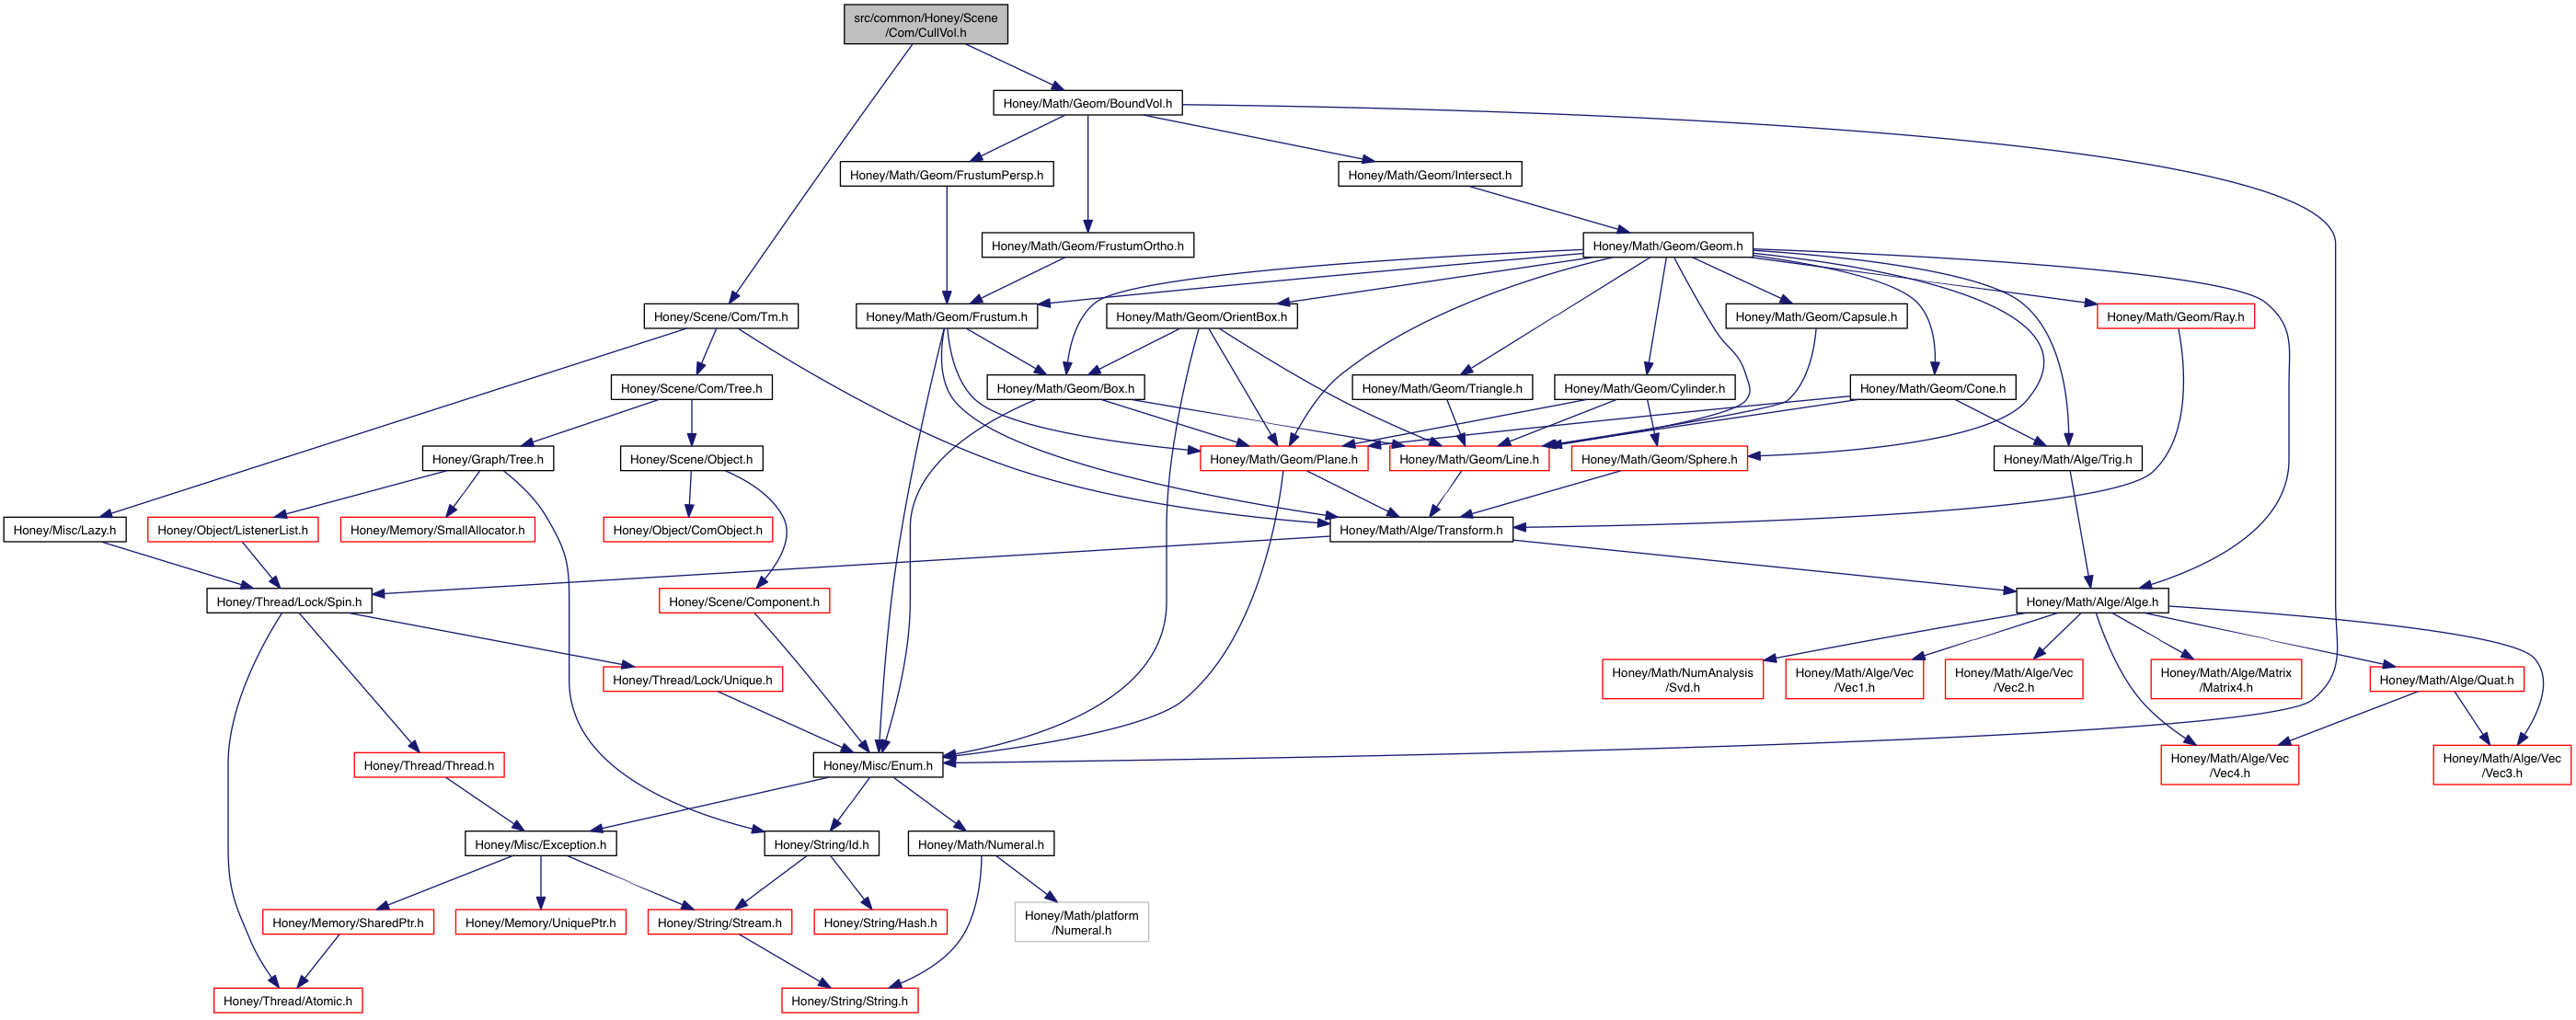 src/common/Honey/Scene
/Com/CullVol.h
Honey/Math/Geom/BoundVol.h
Honey/Math/Geom/FrustumPersp.h
Honey/Math/Geom/Intersect.h
Honey/Math/Geom/FrustumOrtho.h
Honey/Math/Geom/Geom.h
Honey/Scene/Com/Tm.h
Honey/Math/Geom/Frustum.h
Honey/Math/Geom/OrientBox.h
Honey/Math/Geom/Capsule.h
Honey/Math/Geom/Ray.h
Honey/Scene/Com/Tree.h
Honey/Math/Geom/Box.h
Honey/Math/Geom/Triangle.h
Honey/Math/Geom/Cylinder.h
Honey/Math/Geom/Cone.h
Honey/Graph/Tree.h
Honey/Scene/Object.h
Honey/Math/Geom/Plane.h
Honey/Math/Geom/Line.h
Honey/Math/Geom/Sphere.h
Honey/Math/Alge/Trig.h
Honey/Misc/Lazy.h
Honey/Object/ListenerList.h
Honey/Memory/SmallAllocator.h
Honey/Object/ComObject.h
Honey/Math/Alge/Transform.h
Honey/Thread/Lock/Spin.h
Honey/Scene/Component.h
Honey/Math/Alge/Alge.h
Honey/Thread/Lock/Unique.h
Honey/Math/NumAnalysis
/Svd.h
Honey/Math/Alge/Vec
/Vec1.h
Honey/Math/Alge/Vec
/Vec2.h
Honey/Math/Alge/Matrix
/Matrix4.h
Honey/Math/Alge/Quat.h
Honey/Thread/Thread.h
Honey/Misc/Enum.h
Honey/Math/Alge/Vec
/Vec4.h
Honey/Math/Alge/Vec
/Vec3.h
Honey/Misc/Exception.h
Honey/String/Id.h
Honey/Math/Numeral.h
Honey/Memory/SharedPtr.h
Honey/Memory/UniquePtr.h
Honey/String/Stream.h
Honey/String/Hash.h
Honey/Math/platform
/Numeral.h
Honey/Thread/Atomic.h
Honey/String/String.h